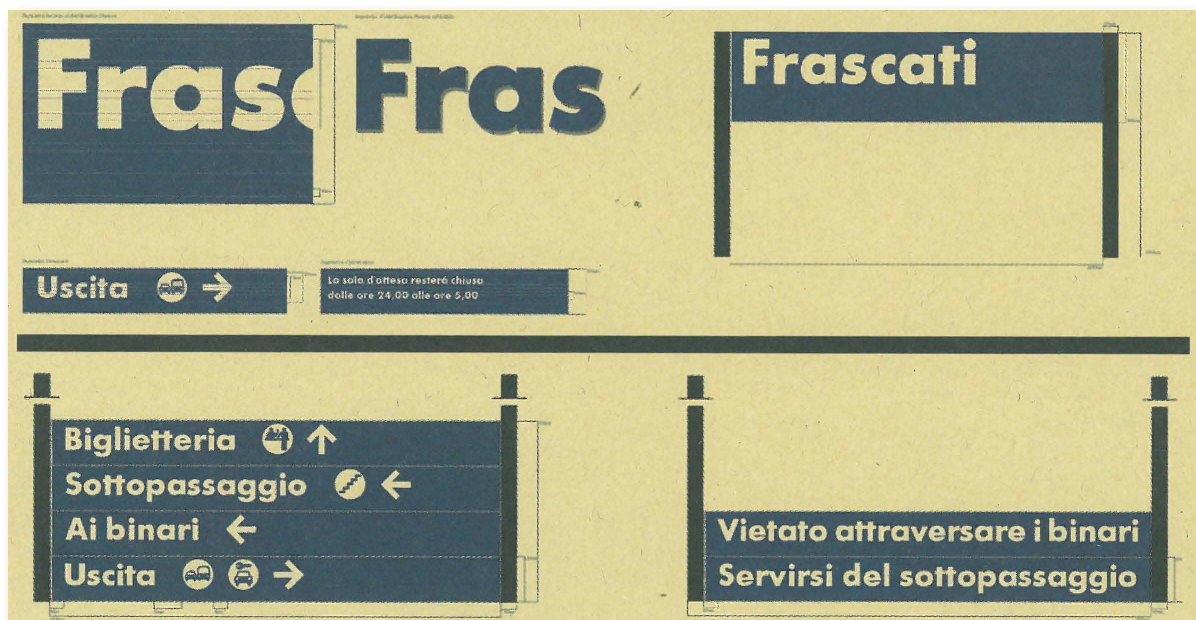 Frasc
Fras
Frascati
Uscita
La sala d'attesa resterá chiusa
dalle ore 24,00 alle ore 5,00
Biglietteria
Sottopassaggio
Ai binari
Uscita
Vietato attraversare i binari
Servirsi del sottopassaggio